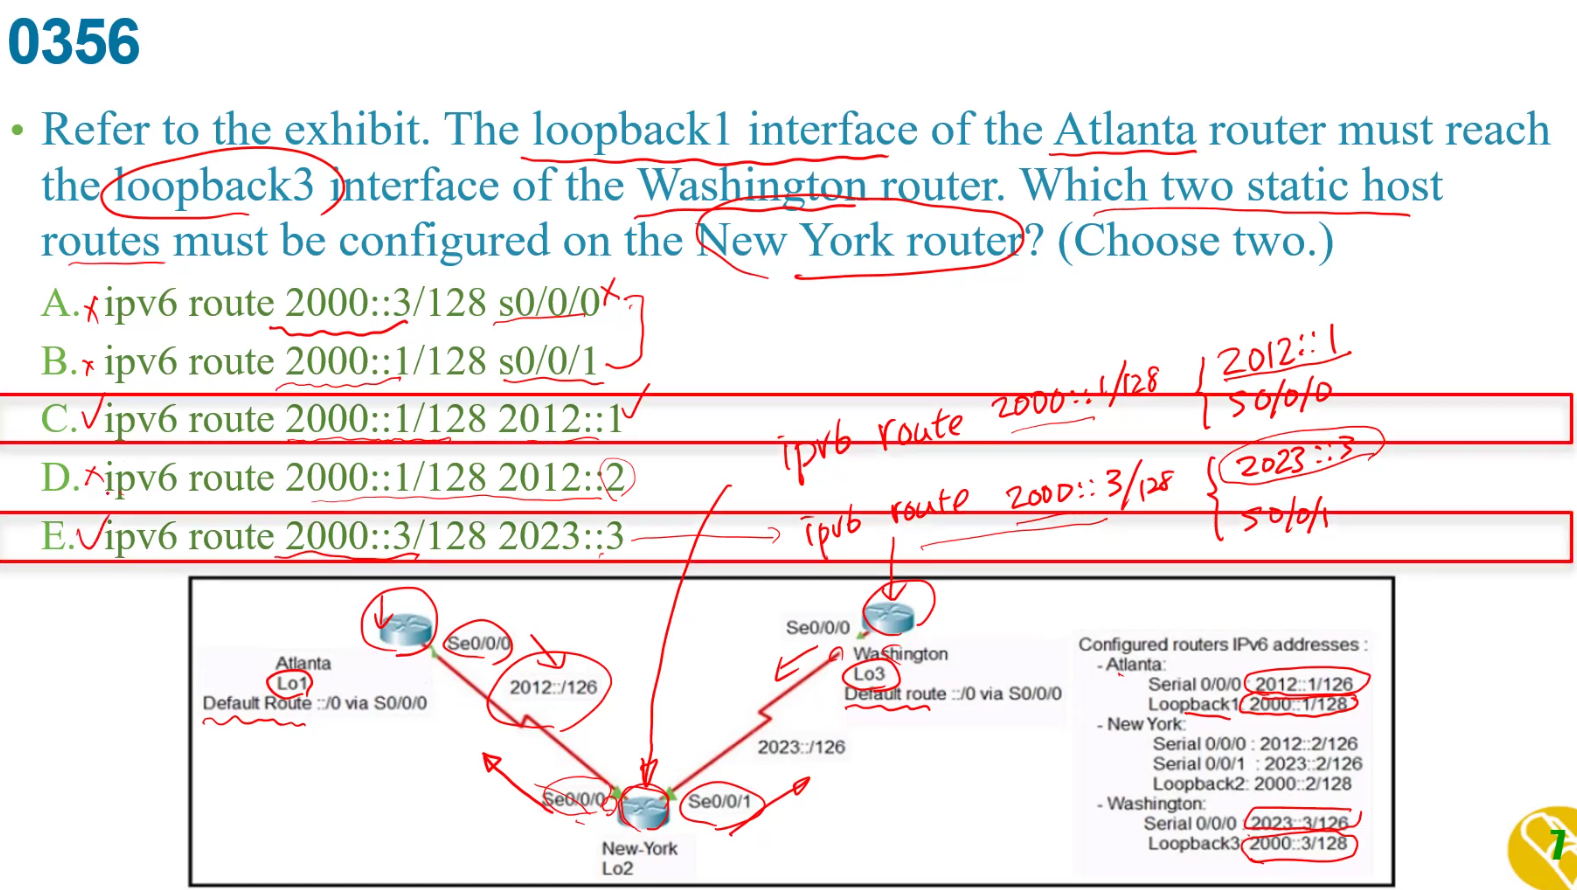 0356
• Refer to the exhibit. The loopback1 interface of the Atlanta router must reach
the loopback3 interface of the Washington router. Which two static host
routes must be configured on the New York router? (Choose two.)
A. ipv6 route 2000::3/128 s0/0/0
B. ipv6 route 2000::1/128 s0/0/1
C. ipv6 route 2000::1/128 2012::1
D. ipv6 route 2000::1/128 2012::2
E. ipv6 route 2000::3/128 2023::3
ipv6 route 2000::1/128 2012::1
S0/0/0
ipv6 route 2000::3/128 2023::3
S0/0/1
Se0/0/0
Atlanta
Lo1
Default Route ::/0 via S0/0/0
2012::/126
Se0/0/0
Washington
Lo3
Default route ::/0 via S0/0/0
2023::/126
Se0/0/0
Se0/0/1
New-York
Lo2
Configured routers IPv6 addresses :
- Atlanta:
Serial 0/0/0 : 2012::1/126
Loopback1: 2000::1/128
- New York:
Serial 0/0/0 : 2012::2/126
Serial 0/0/1 : 2023::2/126
Loopback2: 2000::2/128
- Washington:
Serial 0/0/0 : 2023::3/126
Loopback3: 2000::3/128
7